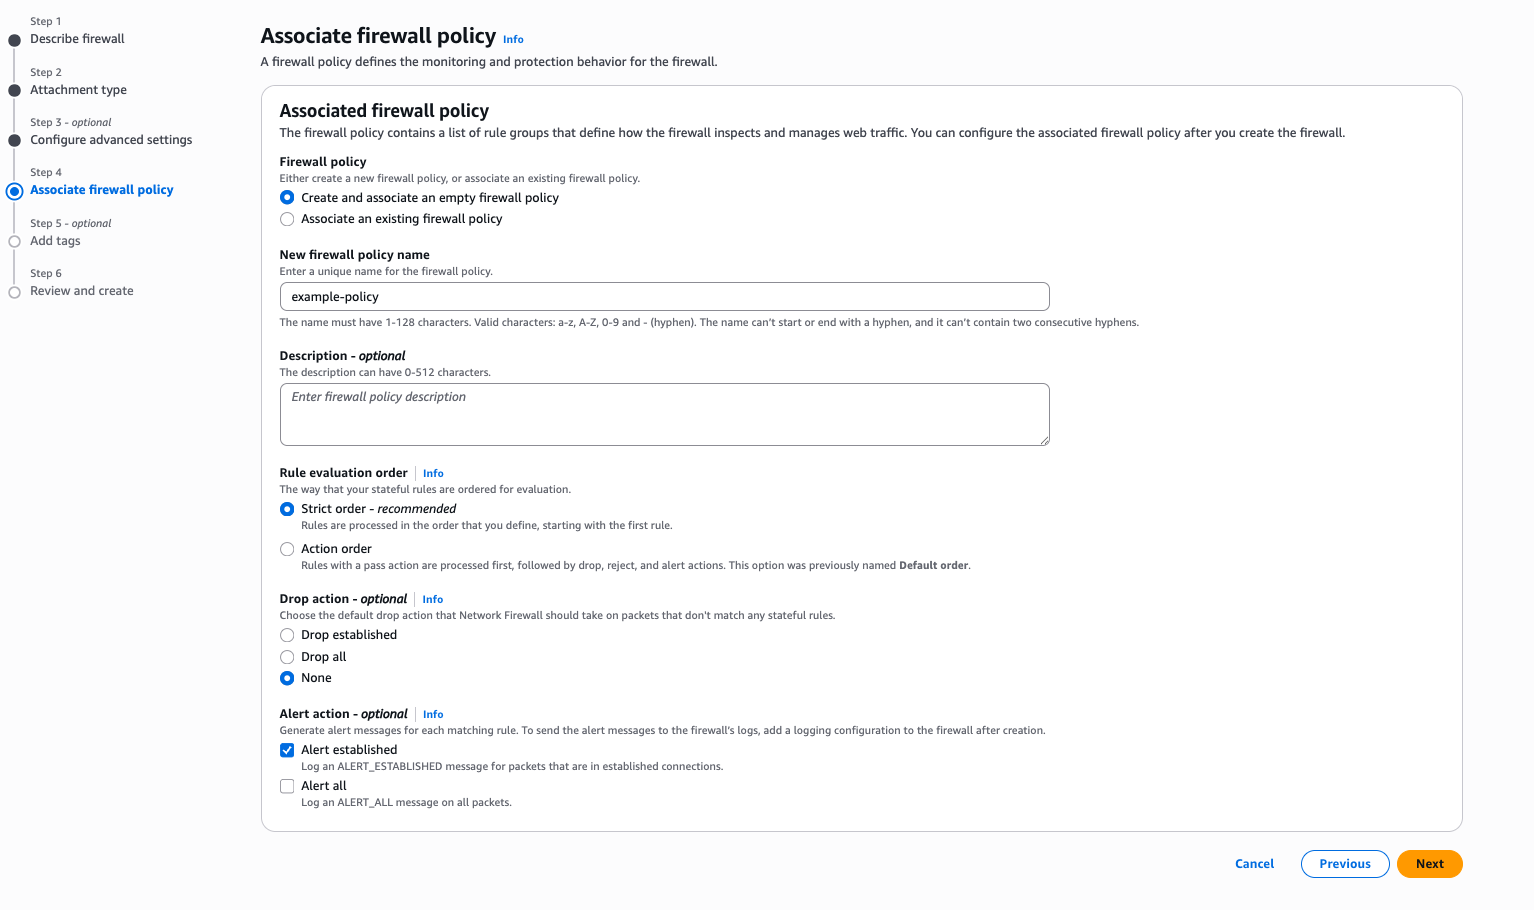 Step 1
Describe firewall
Step 2
Attachment type
Step 3 - optional
Configure advanced settings
Step 4
Associate firewall policy
Step 5 - optional
Add tags
Step 6
Review and create
Associate firewall policy Info
A firewall policy defines the monitoring and protection behavior for the firewall.
Associated firewall policy
The firewall policy contains a list of rule groups that define how the firewall inspects and manages web traffic. You can configure the associated firewall policy after you create the firewall.
Firewall policy
Either create a new firewall policy, or associate an existing firewall policy.
Create and associate an empty firewall policy
Associate an existing firewall policy
New firewall policy name
Enter a unique name for the firewall policy.
example-policy
The name must have 1-128 characters. Valid characters: a-z, A-Z, 0-9 and - (hyphen). The name can't start or end with a hyphen, and it can't contain two consecutive hyphens.
Description - optional
The description can have 0-512 characters.
Enter firewall policy description
Rule evaluation order Info
The way that your stateful rules are ordered for evaluation.
Strict order - recommended
Rules are processed in the order that you define, starting with the first rule.
Action order
Rules with a pass action are processed first, followed by drop, reject, and alert actions. This option was previously named Default order.
Drop action - optional Info
Choose the default drop action that Network Firewall should take on packets that don't match any stateful rules.
Drop established
Drop all
None
Alert action - optional Info
Generate alert messages for each matching rule. To send the alert messages to the firewall's logs, add a logging configuration to the firewall after creation.
Alert established
Log an ALERT_ESTABLISHED message for packets that are in established connections.
Alert all
Log an ALERT_ALL message on all packets.
Cancel
Previous
Next